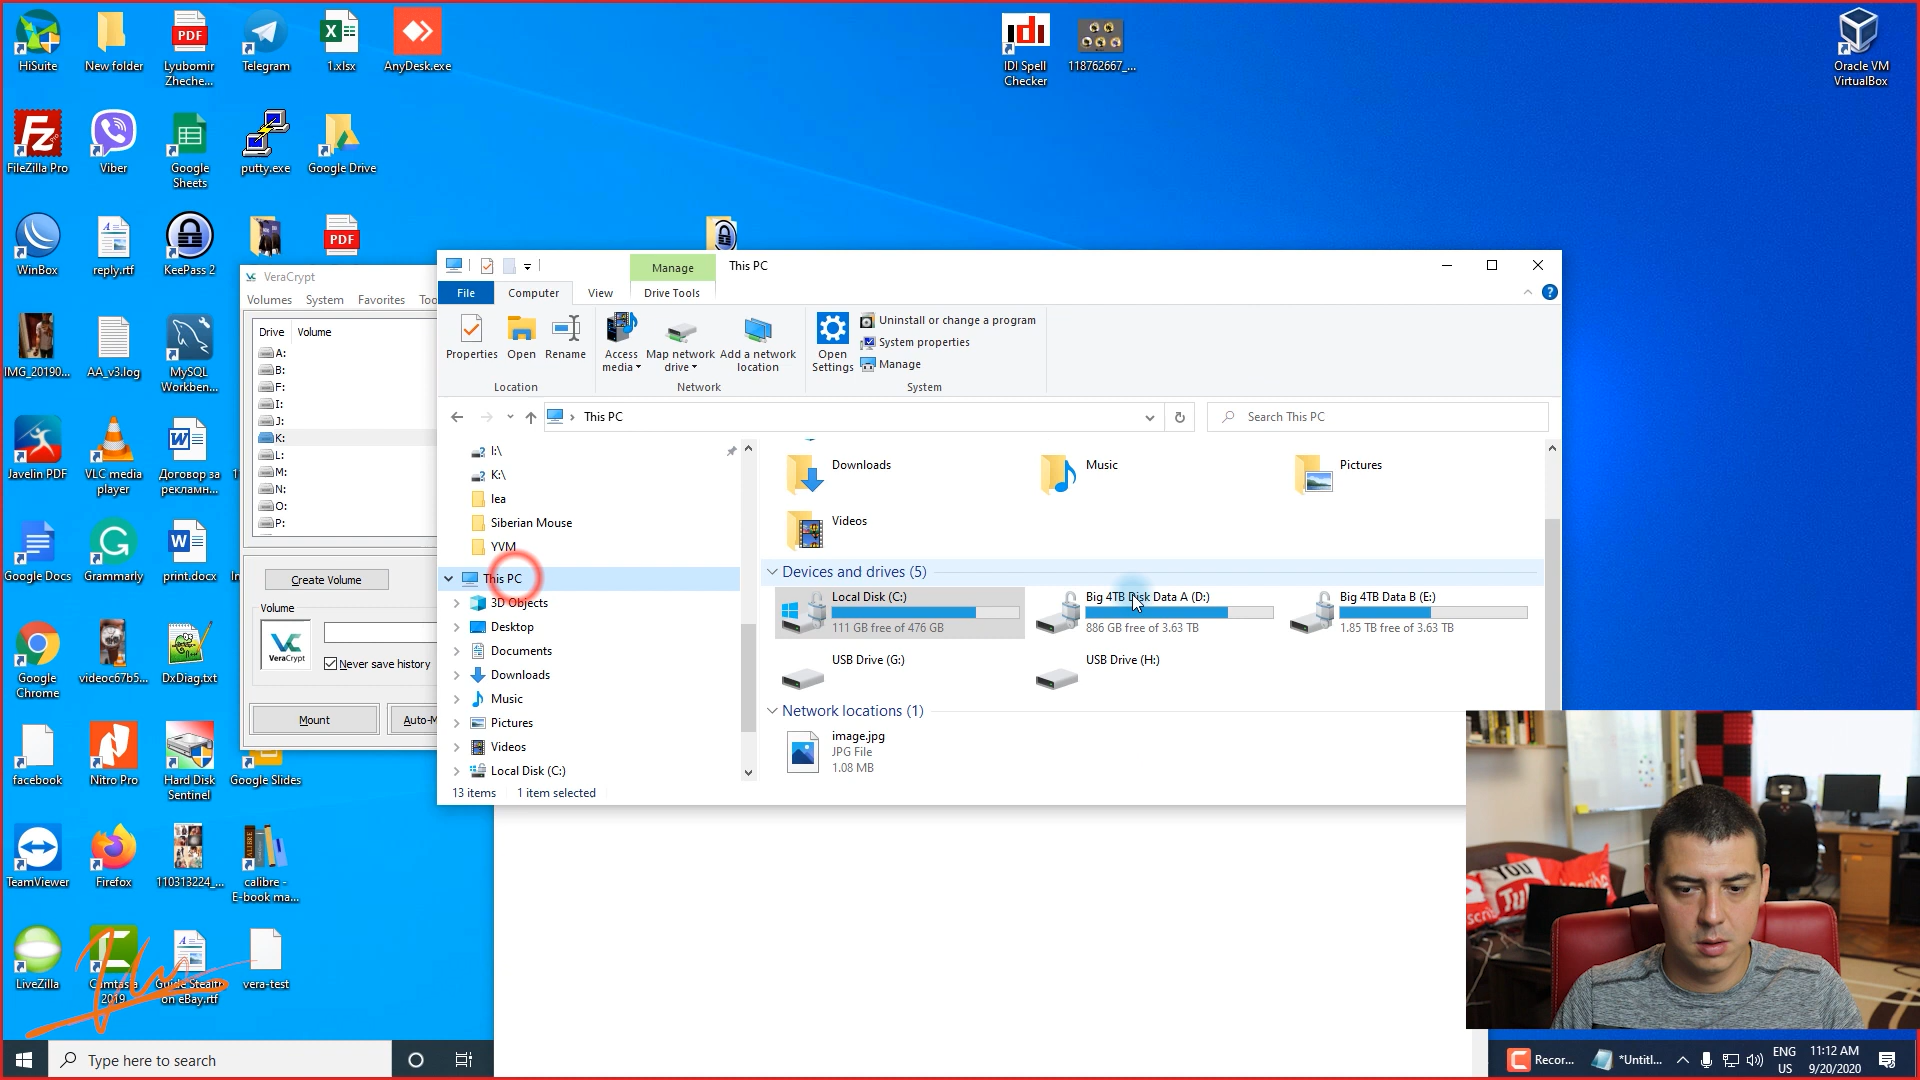 HiSuite
New folder
PDF
Lyubomir
Zheche...
Telegram
1.xlsx
AnyDesk.exe
IDI Spell
Checker
118762667_...
Oracle VM
VirtualBox
FileZilla Pro
Viber
Google
Sheets
putty.exe
Google Drive
WinBox
reply.rtf
KeePass 2
PDF
IMG_20190...
AA_v3.log
MySQL
Workben...
Javelin PDF
VLC media
player
Договор за
рекламн...
Google Docs
Grammarly
print.docx
Google
Chrome
videoc67b5...
DxDiag.txt
facebook
Nitro Pro
Hard Disk
Sentinel
Google Slides
TeamViewer
Firefox
110313224_...
calibre -
E-book ma...
LiveZilla
Camtasia
2019
Guide Stealth
on eBay.rtf
vera-test
VeraCrypt
Volumes
System
Favorites
Too
Drive
Volume
A:
B:
F:
I:
J:
K:
L:
M:
N:
O:
P:
Create Volume
Volume
VeraCrypt
Never save history
Mount
Auto-M
Manage
This PC
File
Computer
View
Drive Tools
Properties
Open
Rename
Location
Access
media
Map network
drive
Add a network
location
Network
Open
Settings
Uninstall or change a program
System properties
Manage
System
This PC
Search This PC
I:\
K:\
lea
Siberian Mouse
YVM
This PC
3D Objects
Desktop
Documents
Downloads
Music
Pictures
Videos
Local Disk (C:)
Downloads
Music
Pictures
Videos
Devices and drives (5)
Local Disk (C:)
111 GB free of 476 GB
Big 4TB Disk Data A (D:)
886 GB free of 3.63 TB
Big 4TB Data B (E:)
1.85 TB free of 3.63 TB
USB Drive (G:)
USB Drive (H:)
Network locations (1)
image.jpg
JPG File
1.08 MB
13 items
1 item selected
YOU
Type here to search
Recor...
*Untitl...
ENG
US
11:12 AM
9/20/2020